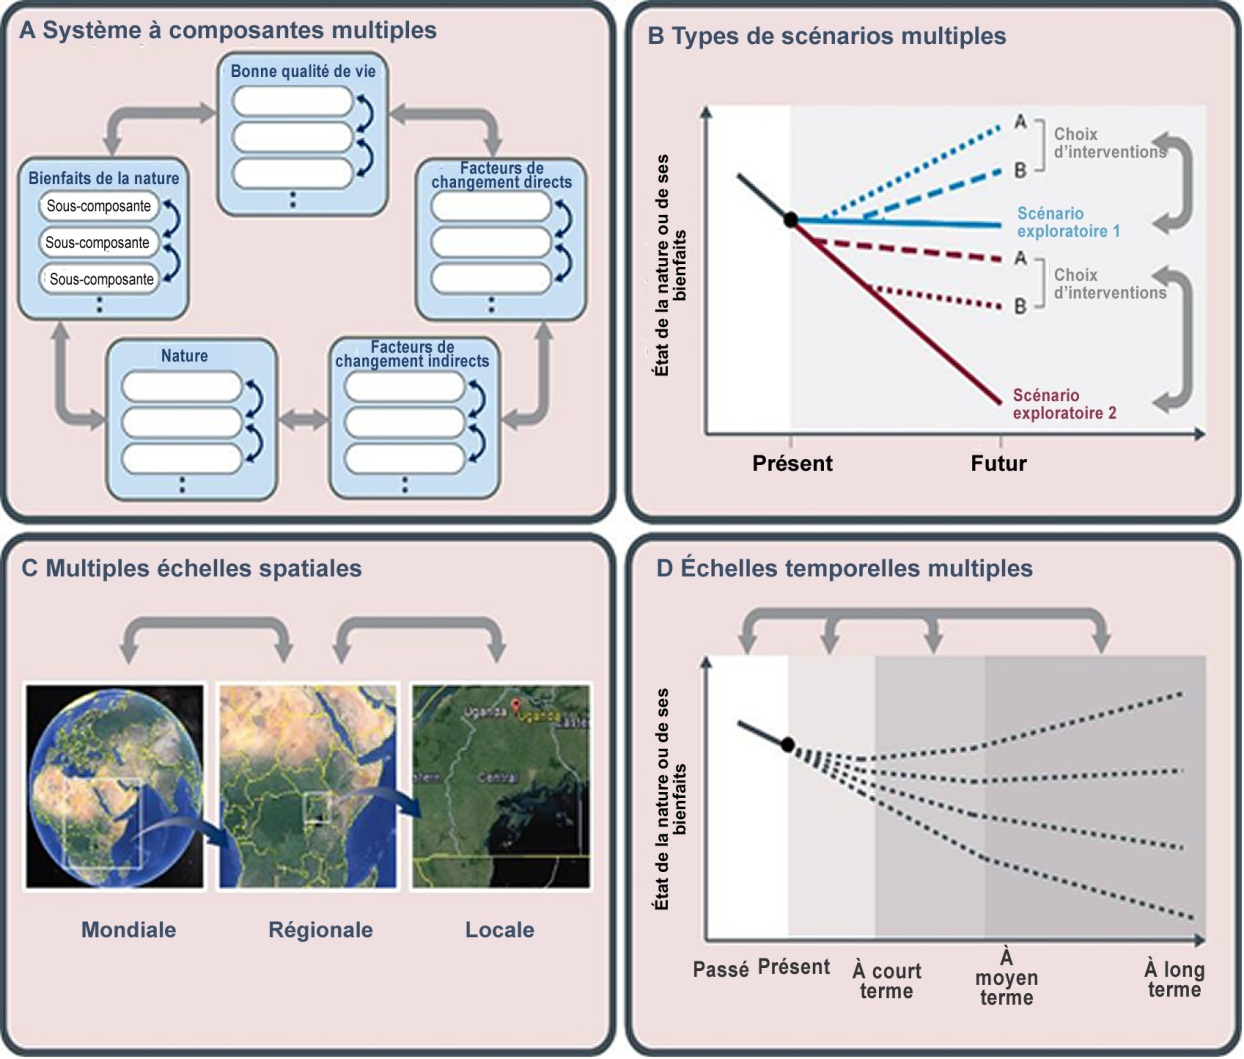 A Système à composantes multiples
Bonne qualité de vie
Bienfaits de la nature
Sous-composante
Sous-composante
Sous-composante
Facteurs de
changement directs
Nature
Facteurs de
changement indirects
B Types de scénarios multiples
État de la nature ou de ses
bienfaits
A
B
Choix
d'interventions
Scénario
exploratoire 1
A
B
Choix
d'interventions
Scénario
exploratoire 2
Présent
Futur
C Multiples échelles spatiales
Uganda
Uganda
Easter
tern
Central
Mondiale
Régionale
Locale
D Échelles temporelles multiples
État de la nature ou de ses
bienfaits
Passé
Présent
À court
terme
À
moyen
terme
À long
terme